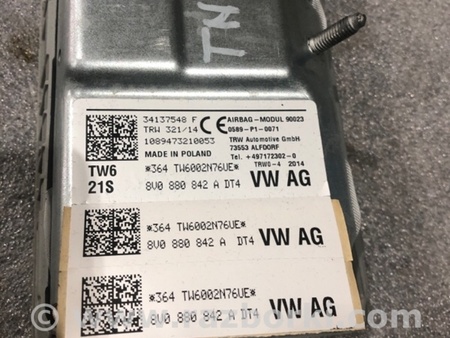 TN
34137548 F
TRW 321/14
1089473210053
MADE IN POLAND
CE
AIRBAG-MODUL 90023
0589-P1-0071
TRW Automotive GmbH
73553 ALFDORF
Tel. +497172302-0
TRWO-4 2014
TW6
21S
*364 TW6002N76UE*
8V0 880 842 A DT4
VW AG
*364 TW6002N76UE*
8V0 880 842 A DT4
VW AG
*364 TW6002N76UE*
8V0 880 842 A DT4
VW AG